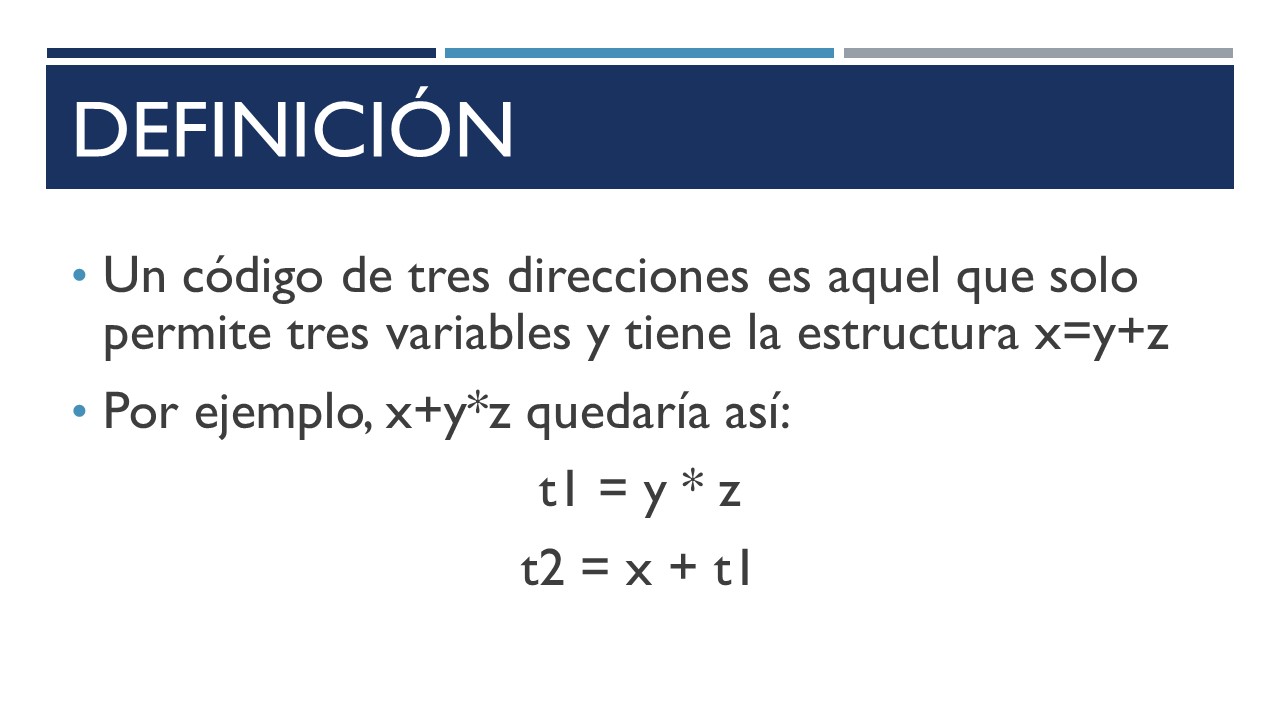 DEFINICIÓN
• Un código de tres direcciones es aquel que solo
permite tres variables y tiene la estructura x=y+z
• Por ejemplo, x+y*z quedaría así:
t1 = y * z
t2 = x + t1